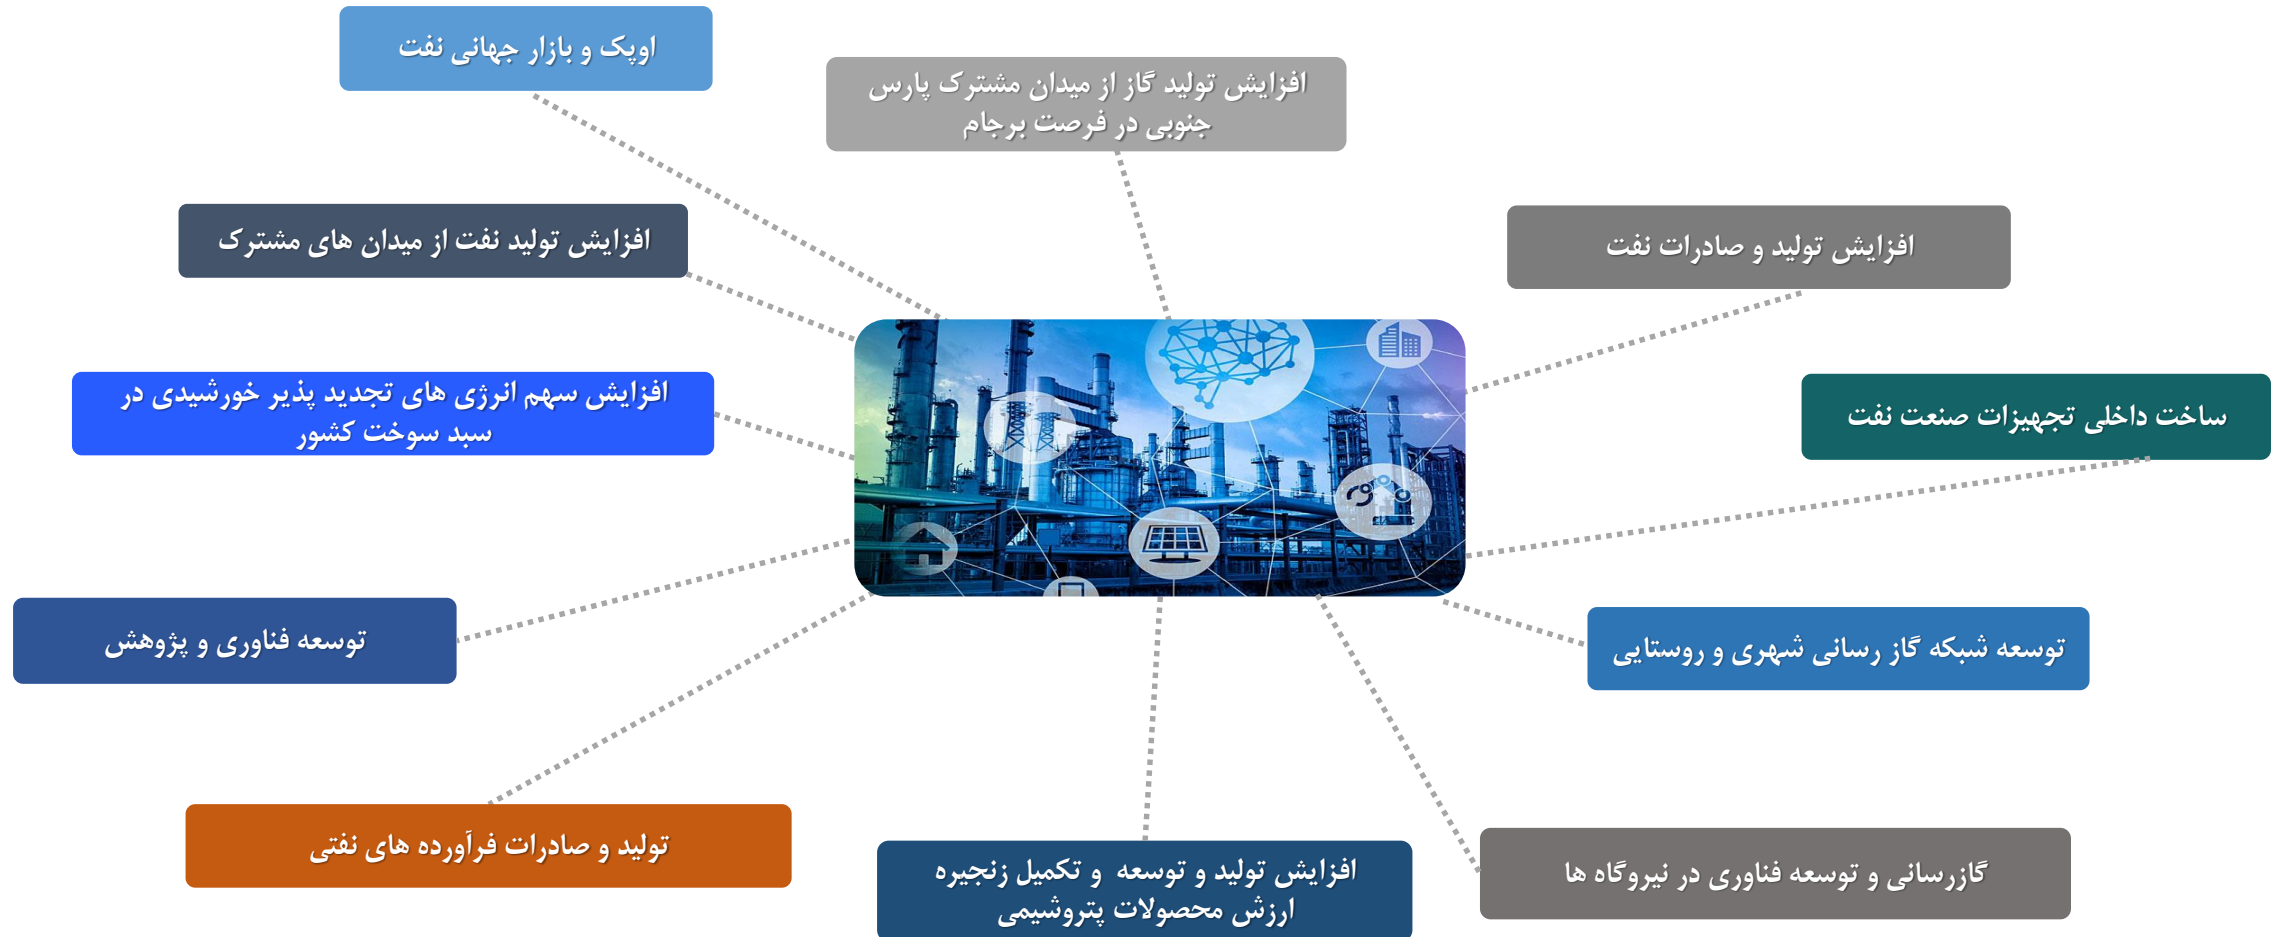 اوپک و بازار جهانی نفت
افزایش تولید گاز از میدان مشترک پارس
جنوبی در فرصت برجام
افزایش تولید و صادرات نفت
افزایش تولید نفت از میدان های مشترک
ساخت داخلی تجهیزات صنعت نفت
افزایش سهم انرژی های تجدید پذیر خورشیدی در
سبد سوخت کشور
توسعه شبکه گاز رسانی شهری و روستایی
توسعه فناوری و پژوهش
گازرسانی و توسعه فناوری در نیروگاه ها
تولید و صادرات فرآورده های نفتی
افزایش تولید و توسعه و تکمیل زنجیره
ارزش محصولات پتروشیمی